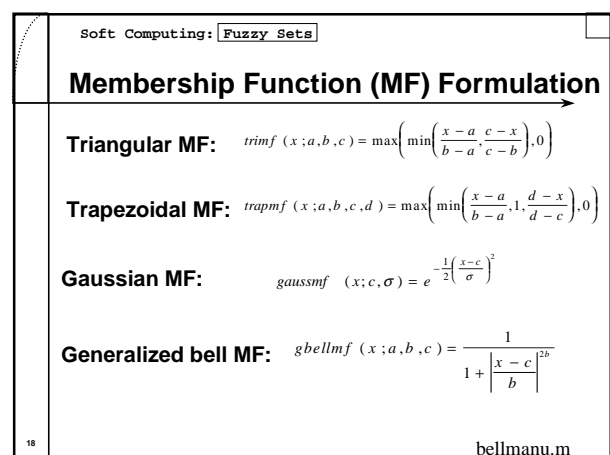 Soft Computing: Fuzzy Sets
Membership Function (MF) Formulation
Triangular MF: trimf (x ;a,b ,c ) = max( min( (x − a)/(b − a), (c − x)/(c − b) ), 0 )
Trapezoidal MF: trapmf (x ;a,b ,c,d ) = max( min( (x − a)/(b − a), 1, (d − x)/(d − c) ), 0 )
Gaussian MF: gaussmf (x; c, σ) = e^(−1/2 ((x−c)/σ)^2)
Generalized bell MF: gbellmf (x ;a,b ,c ) = 1/(1 + |(x − c)/b|^(2b))
18
bellmanu.m